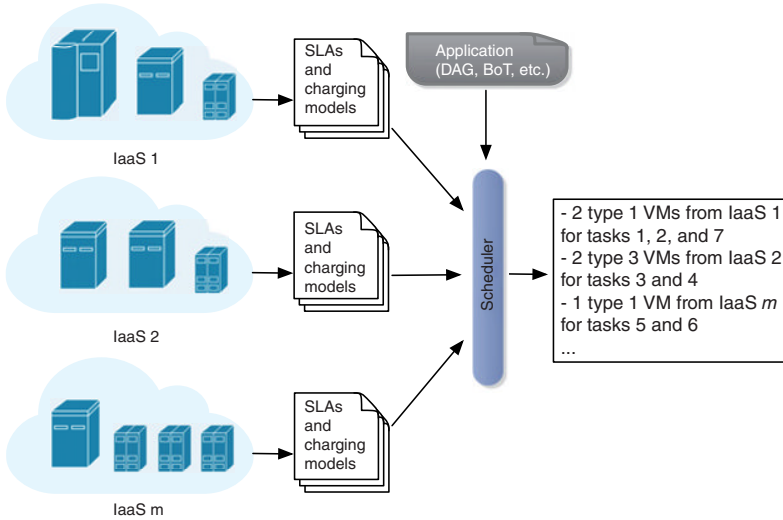 SLAs
and
charging
models
Application
(DAG, BoT, etc.)
IaaS 1
SLAs
and
charging
models
Scheduler
- 2 type 1 VMs from IaaS 1
for tasks 1, 2, and 7
- 2 type 3 VMs from IaaS 2
for tasks 3 and 4
- 1 type 1 VM from IaaS m
for tasks 5 and 6
...
IaaS 2
SLAs
and
charging
models
IaaS m